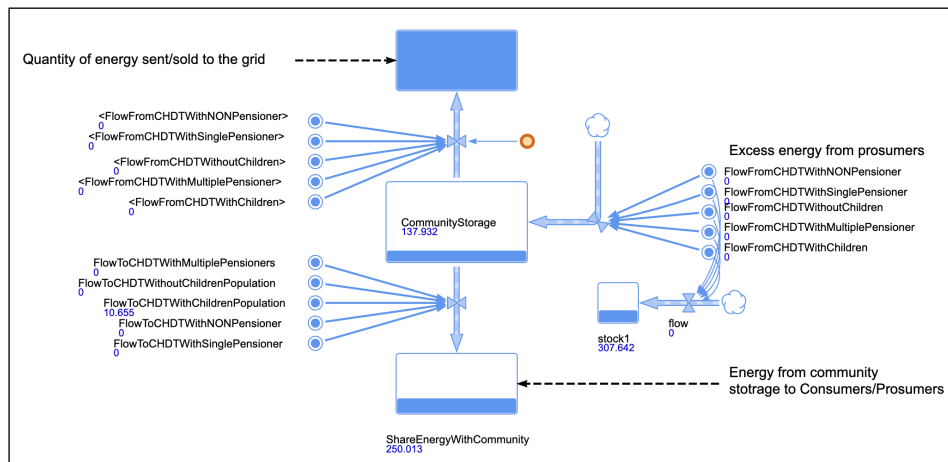 Quantity of energy sent/sold to the grid
<FlowFromCHDTWithNONPensioner>
0
<FlowFromCHDTWithSinglePensioner>
0
<FlowFromCHDTWithoutChildren>
0
<FlowFromCHDTWithMultiplePensioner>
0
<FlowFromCHDTWithChildren>
0
Excess energy from prosumers
FlowFromCHDTWithNONPensioner
0
FlowFromCHDTWithSinglePensioner
0
FlowFromCHDTWithoutChildren
0
FlowFromCHDTWithMultiplePensioner
0
FlowFromCHDTWithChildren
0
CommunityStorage
137.932
FlowToCHDTWithMultiplePensioners
0
FlowToCHDTWithoutChildrenPopulation
0
FlowToCHDTWithChildrenPopulation
10.655
FlowToCHDTWithNONPensioner
0
FlowToCHDTWithSinglePensioner
0
flow
0
stock1
307.642
Energy from community
stotrage to Consumers/Prosumers
ShareEnergyWithCommunity
250.013